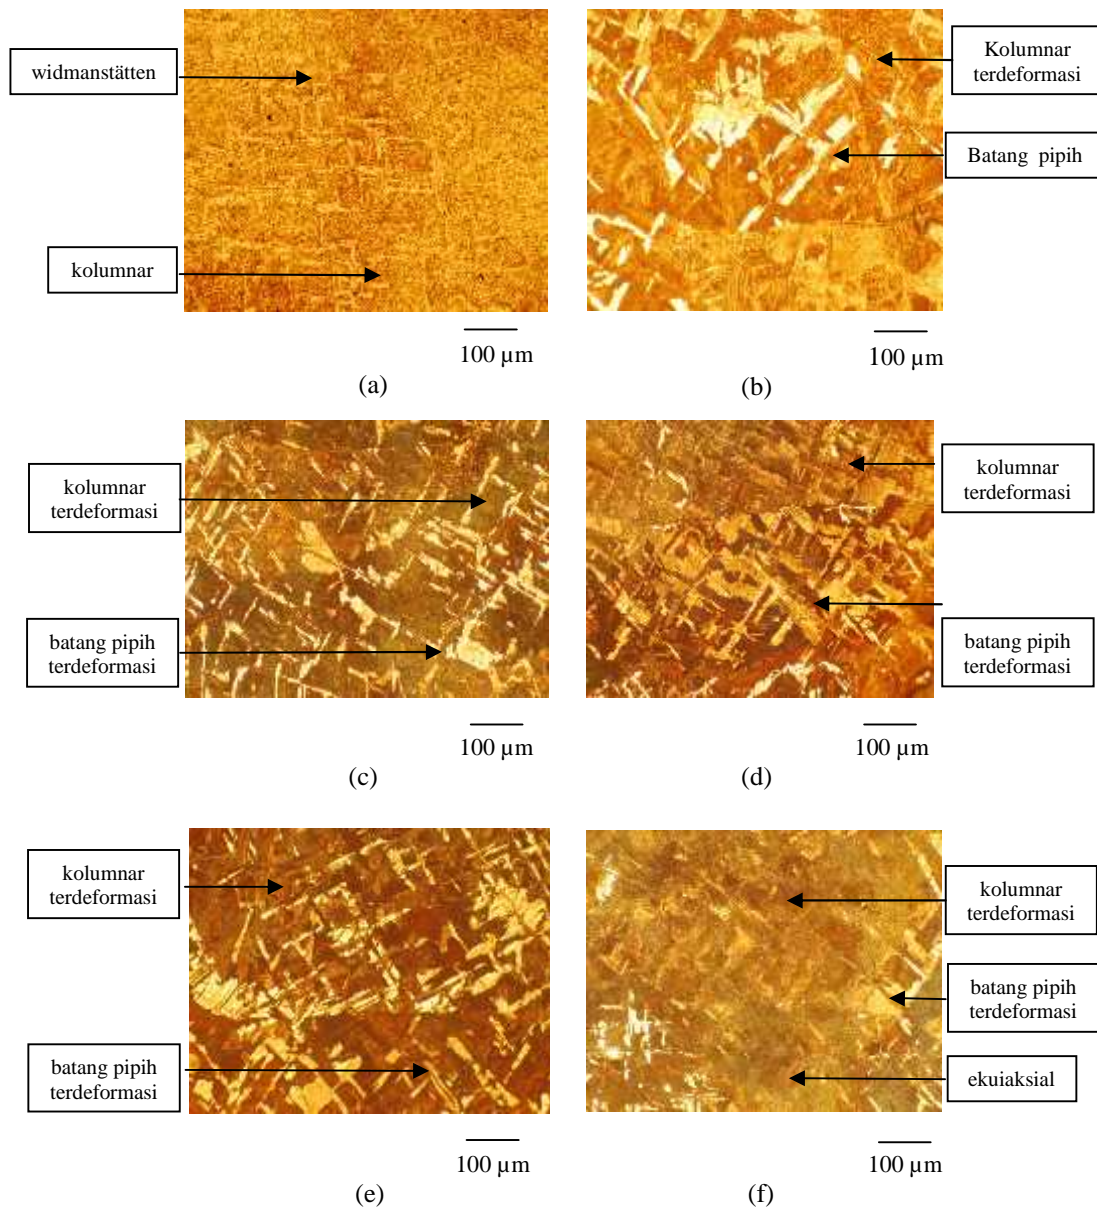 widmanstätten
kolumnar
100 µm
(a)
Kolumnar
terdeformasi
Batang pipih
100 µm
(b)
kolumnar
terdeformasi
batang pipih
terdeformasi
100 µm
(c)
kolumnar
terdeformasi
batang pipih
terdeformasi
100 µm
(d)
kolumnar
terdeformasi
batang pipih
terdeformasi
100 µm
(e)
kolumnar
terdeformasi
batang pipih
terdeformasi
ekuiaksial
100 µm
(f)